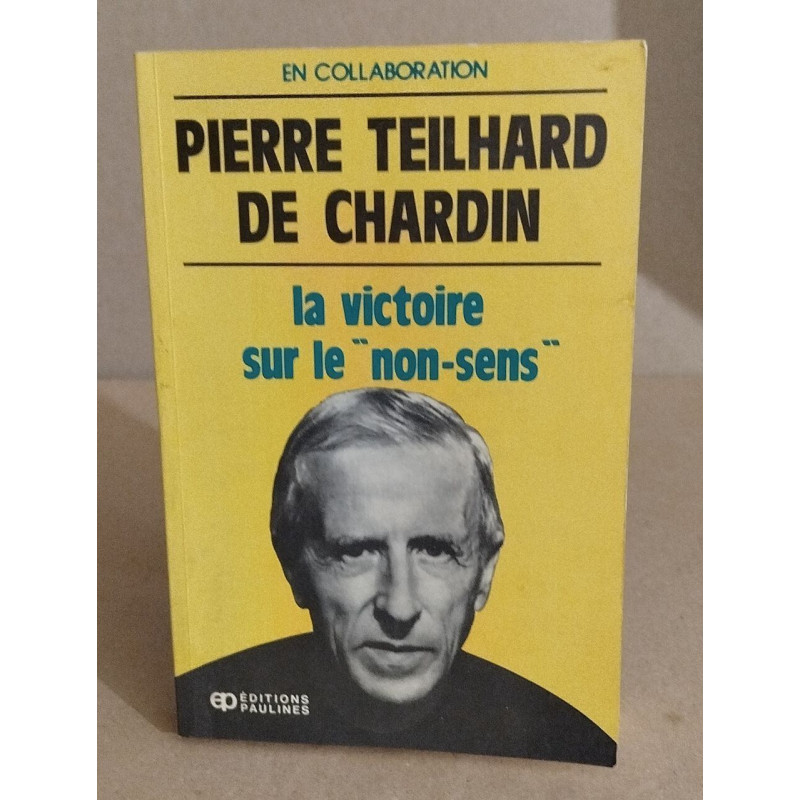 EN COLLABORATION
PIERRE TEILHARD
DE CHARDIN
la victoire
sur le "non-sens"
ep ÉDITIONS
PAULINES